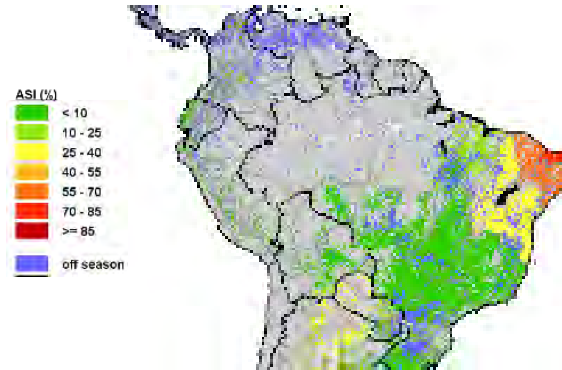 ASI (%)
< 10
10 - 25
25 - 40
40 - 55
55 - 70
70 - 85
>= 85
off season